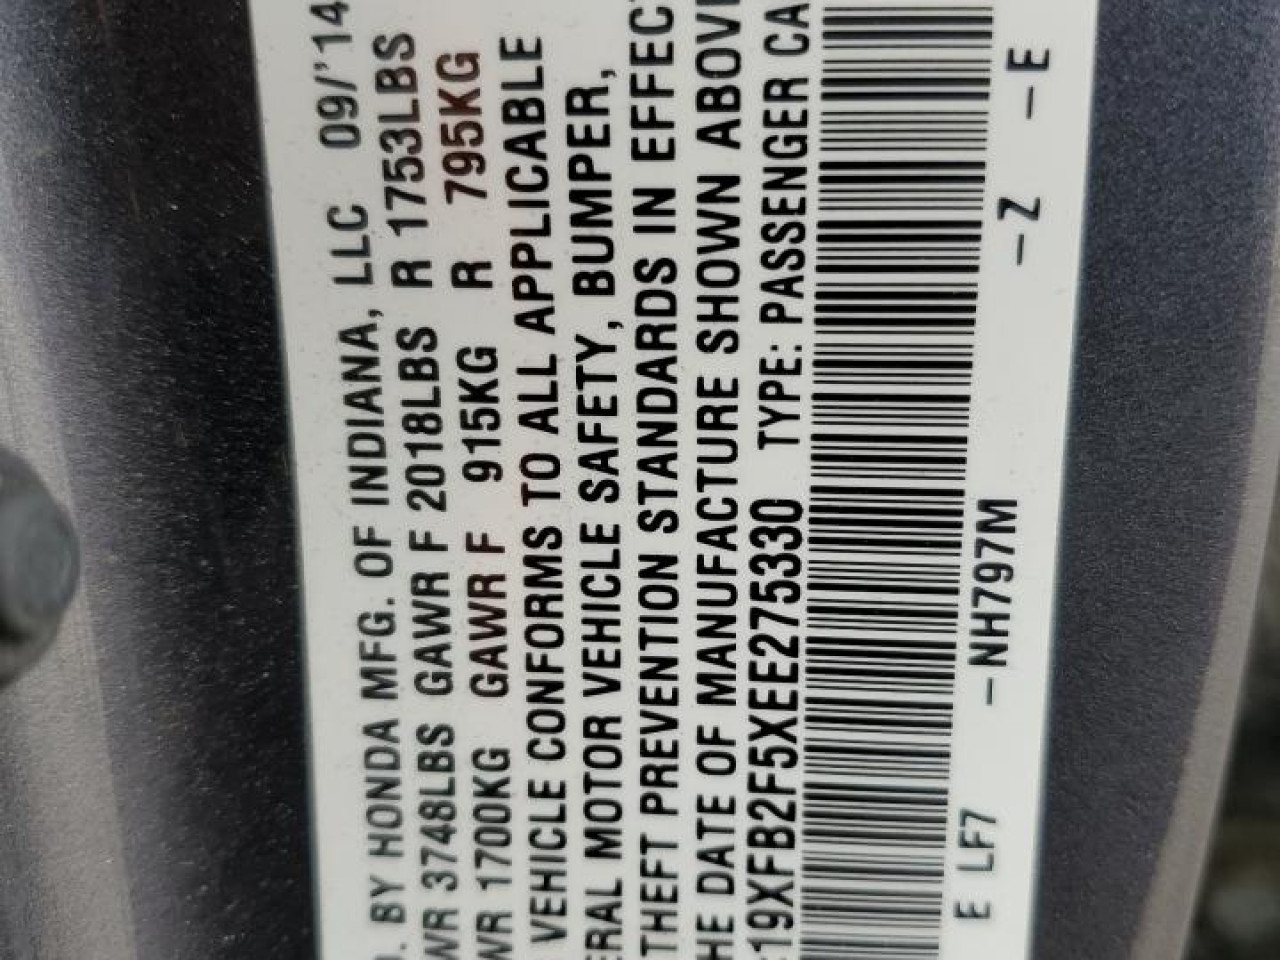 . BY HONDA MFG. OF INDIANA, LLC 09/'14
WR 3748LBS GAWR F 2018LBS R 1753LBS
WR 1700KG GAWR F 915KG R 795KG
VEHICLE CONFORMS TO ALL APPLICABLE
ERAL MOTOR VEHICLE SAFETY, BUMPER,
THEFT PREVENTION STANDARDS IN EFFEC
HE DATE OF MANUFACTURE SHOWN ABOV
:19XFB2F5XEE275330 TYPE: PASSENGER CA
E LF7 -NH797M -Z -E